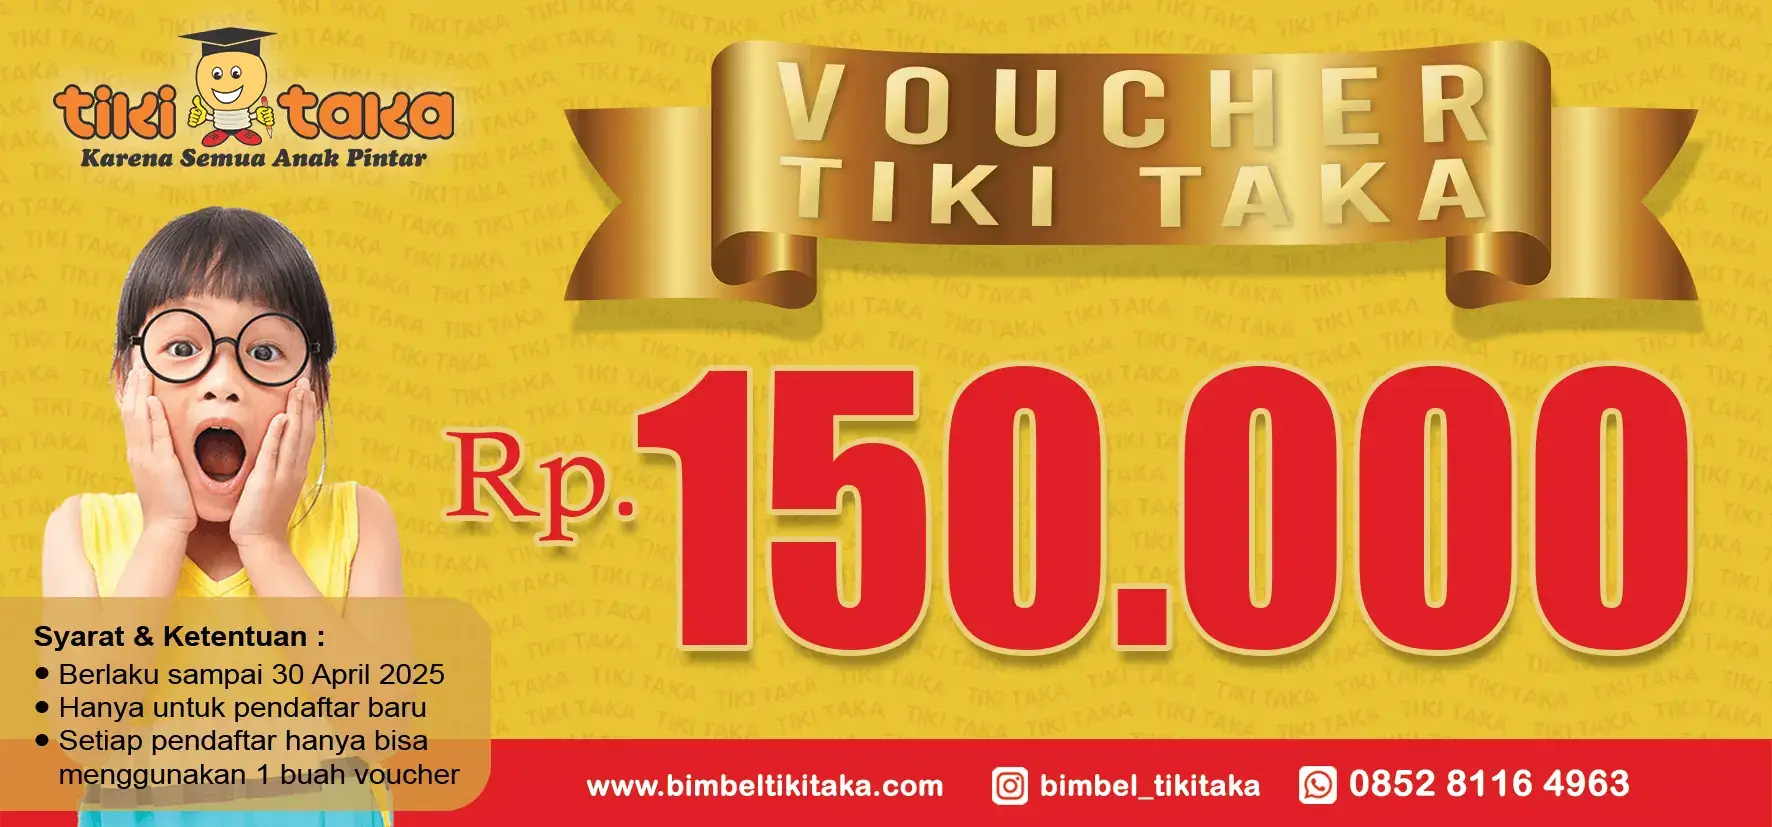 tiki taka
Karena Semua Anak Pintar
VOUCHER
TIKI TAKA
Rp. 150.000
Syarat & Ketentuan :
• Berlaku sampai 30 April 2025
• Hanya untuk pendaftar baru
• Setiap pendaftar hanya bisa
menggunakan 1 buah voucher
www.bimbeltikitaka.com bimbel_tikitaka 0852 8116 4963